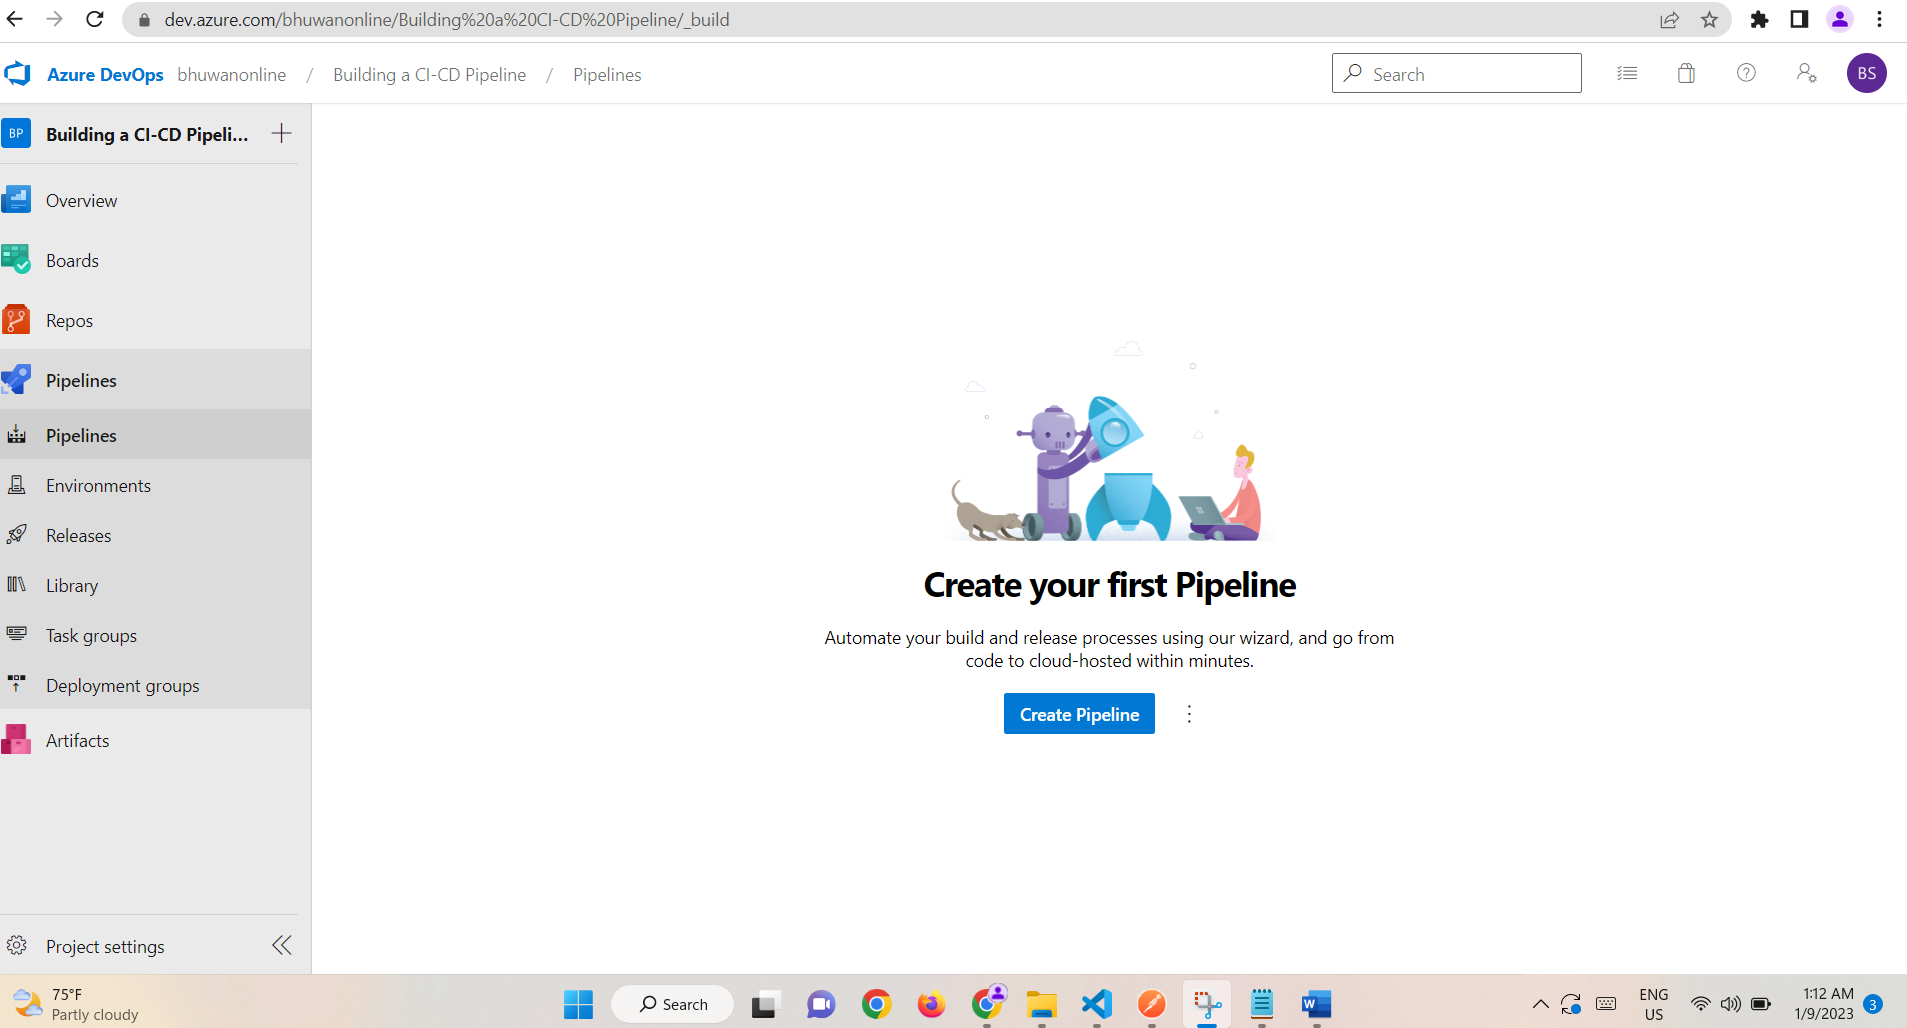 dev.azure.com/bhuwanonline/Building%20a%20CI-CD%20Pipeline/_build
Azure DevOps bhuwanonline / Building a CI-CD Pipeline / Pipelines
Search
BS
BP Building a CI-CD Pipeli...
Overview
Boards
Repos
Pipelines
Pipelines
Environments
Releases
Library
Task groups
Deployment groups
Artifacts
Create your first Pipeline
Automate your build and release processes using our wizard, and go from
code to cloud-hosted within minutes.
Create Pipeline
Project settings
75°F
Partly cloudy
Search
ENG
US
1:12 AM
1/9/2023
3